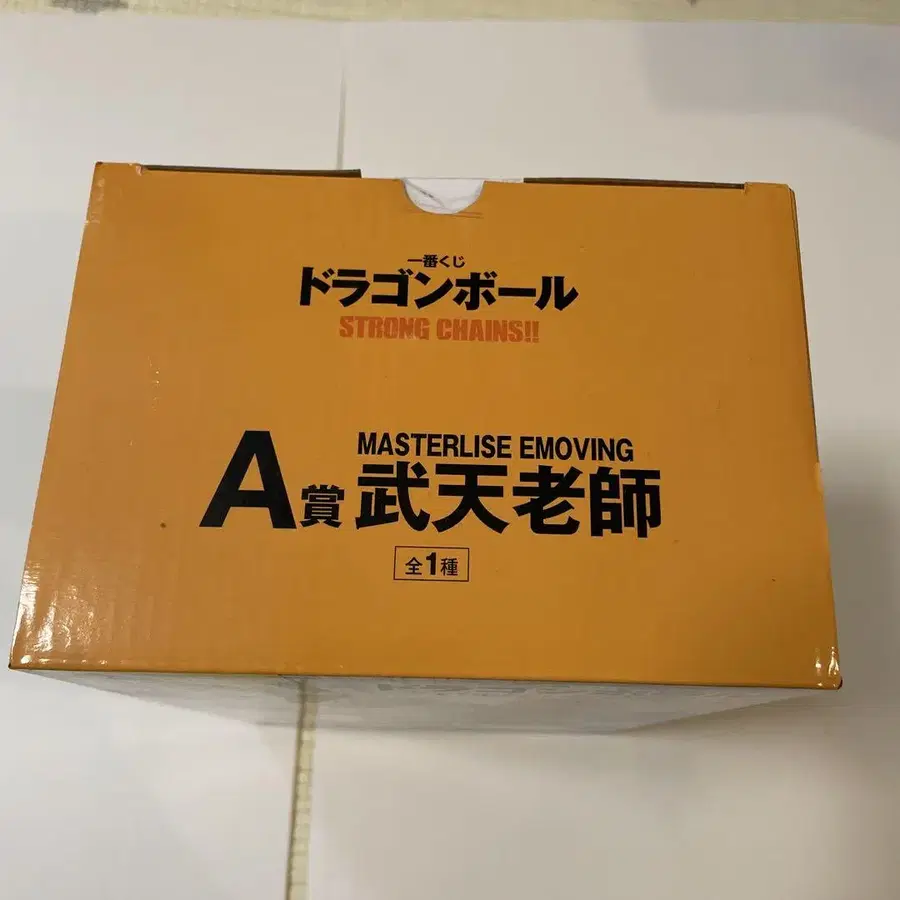 一番くじ
ドラゴンボール
STRONG CHAINS!!
MASTERLISE EMOVING
A賞 武天老師
全1種